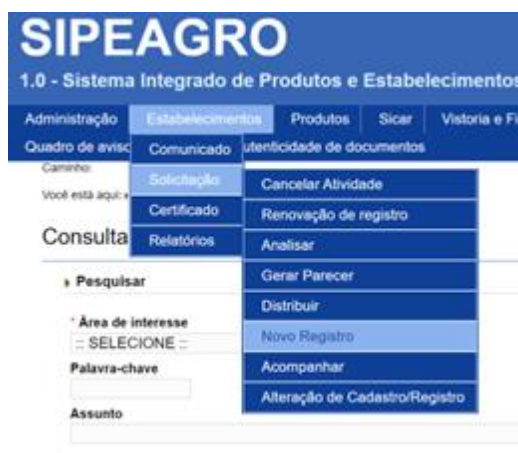 SIPEAGRO
1.0 - Sistema Integrado de Produtos e Estabelecimentos
Administração Estabelecimentos Produtos Sicar Vistoria e Fi
Quadro de aviso utenticidade de documentos
Comunicado
Caminho:
Você está aqui:
Solicitação
Certificado
Relatórios
Cancelar Atividade
Renovação de registro
Analisar
Gerar Parecer
Distribuir
Novo Registro
Acompanhar
Alteração de Cadastro/Registro
Consulta
Pesquisar
* Área de interesse
:: SELECIONE ::
Palavra-chave
Assunto